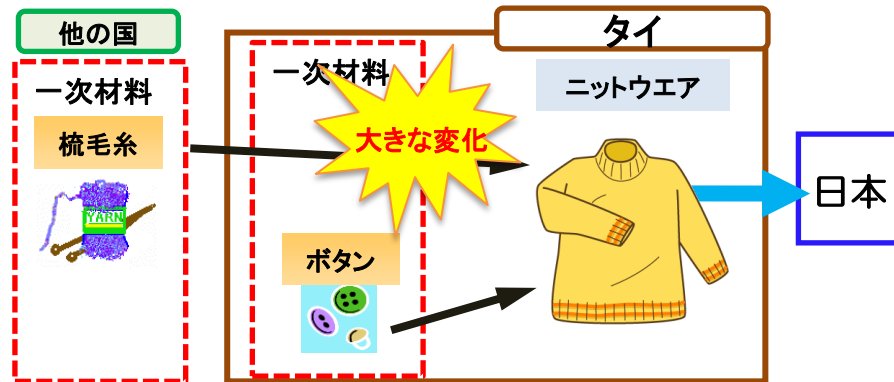 他の国
タイ
一次材料
一次材料
ニットウエア
大きな変化
梳毛糸
YARN
日本
ボタン